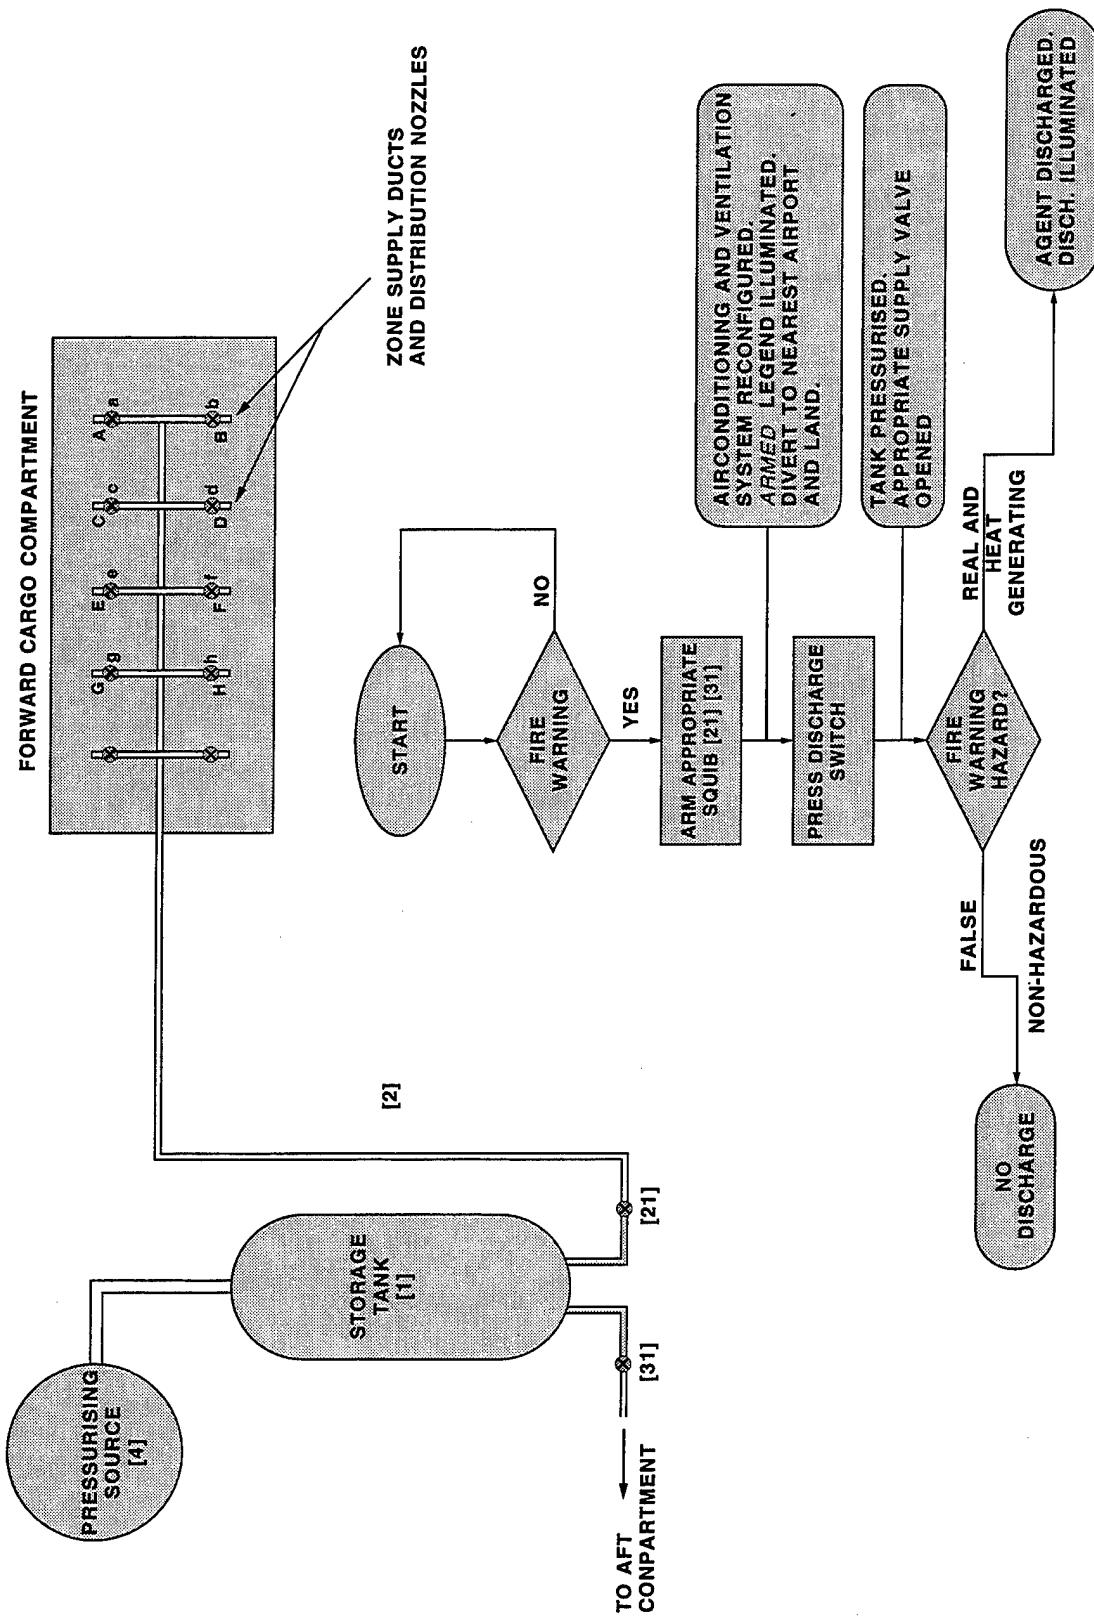 FORWARD CARGO COMPARTMENT
A a
C c
E e
G g
B b
D d
F f
H h
ZONE SUPPLY DUCTS
AND DISTRIBUTION NOZZLES
PRESSURISING
SOURCE
[4]
STORAGE
TANK
[1]
[2]
[21]
[31]
TO AFT
CONPARTMENT
START
FIRE
WARNING
NO
YES
ARM APPROPRIATE
SQUIB [21] [31]
AIRCONDITIONING AND VENTILATION
SYSTEM RECONFIGURED.
ARMED LEGEND ILLUMINATED.
DIVERT TO NEAREST AIRPORT
AND LAND.
PRESS DISCHARGE
SWITCH
TANK PRESSURISED.
APPROPRIATE SUPPLY VALVE
OPENED
FIRE
WARNING
HAZARD?
FALSE
NON-HAZARDOUS
REAL AND
HEAT
GENERATING
NO
DISCHARGE
AGENT DISCHARGED.
DISCH. ILLUMINATED